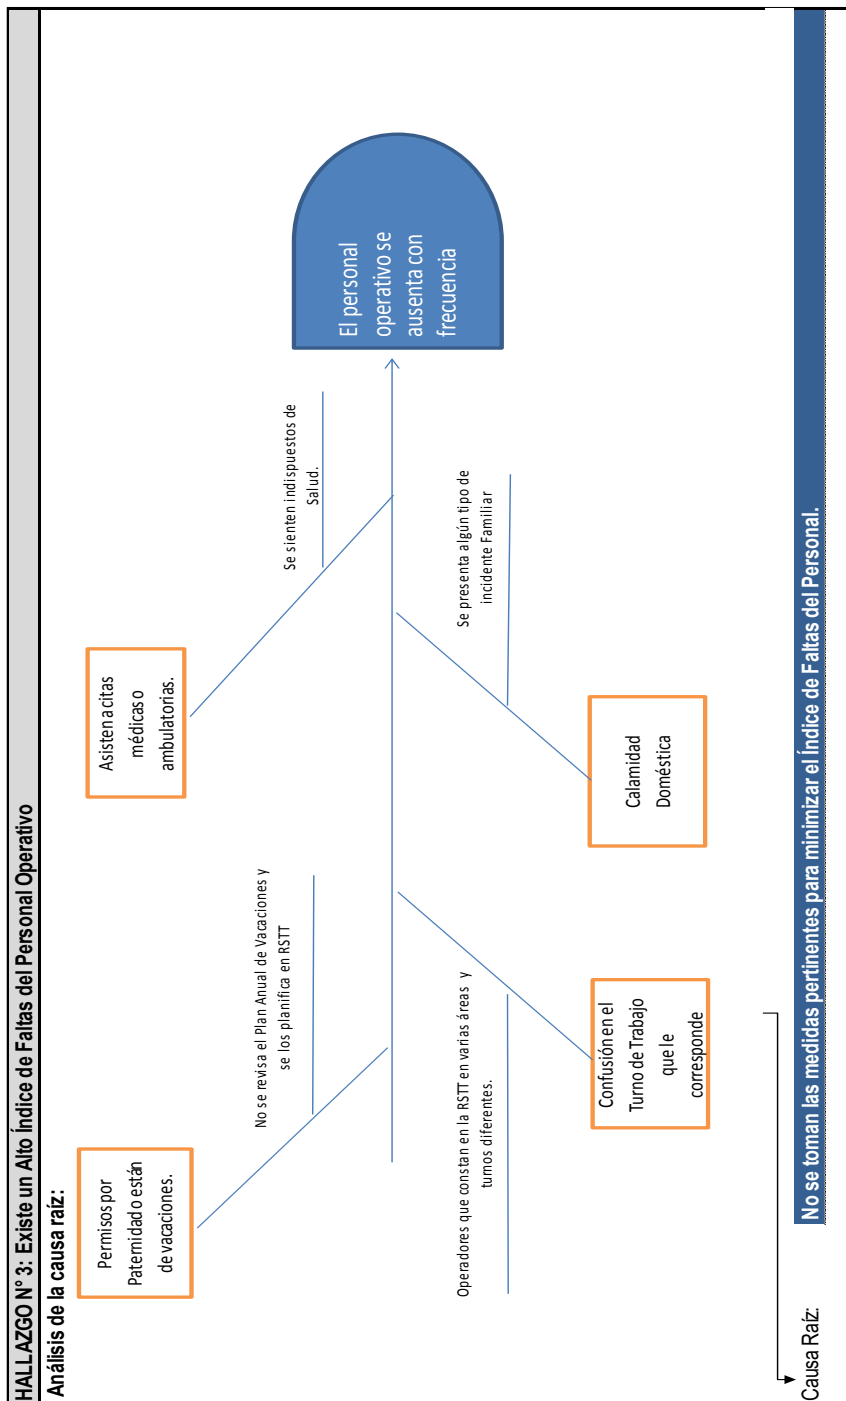 HALLAZGO N° 3: Existe un Alto Índice de Faltas del Personal Operativo
Análisis de la causa raíz:
Permisos por
Paternidad o están
de vacaciones.
No se revisa el Plan Anual de Vacaciones y
se los planifica en RSTT
Asisten a citas
médicas o
ambulatorias.
Se sienten indispuestos de
Salud.
El personal
operativo se
ausenta con
frecuencia
Operadores que constan en la RSTT en varias áreas y
turnos diferentes.
Confusión en el
Turno de Trabajo
que le
corresponde
Se presenta algún tipo de
incidente Familiar
Calamidad
Doméstica
Causa Raíz:
No se toman las medidas pertinentes para minimizar el Índice de Faltas del Personal.